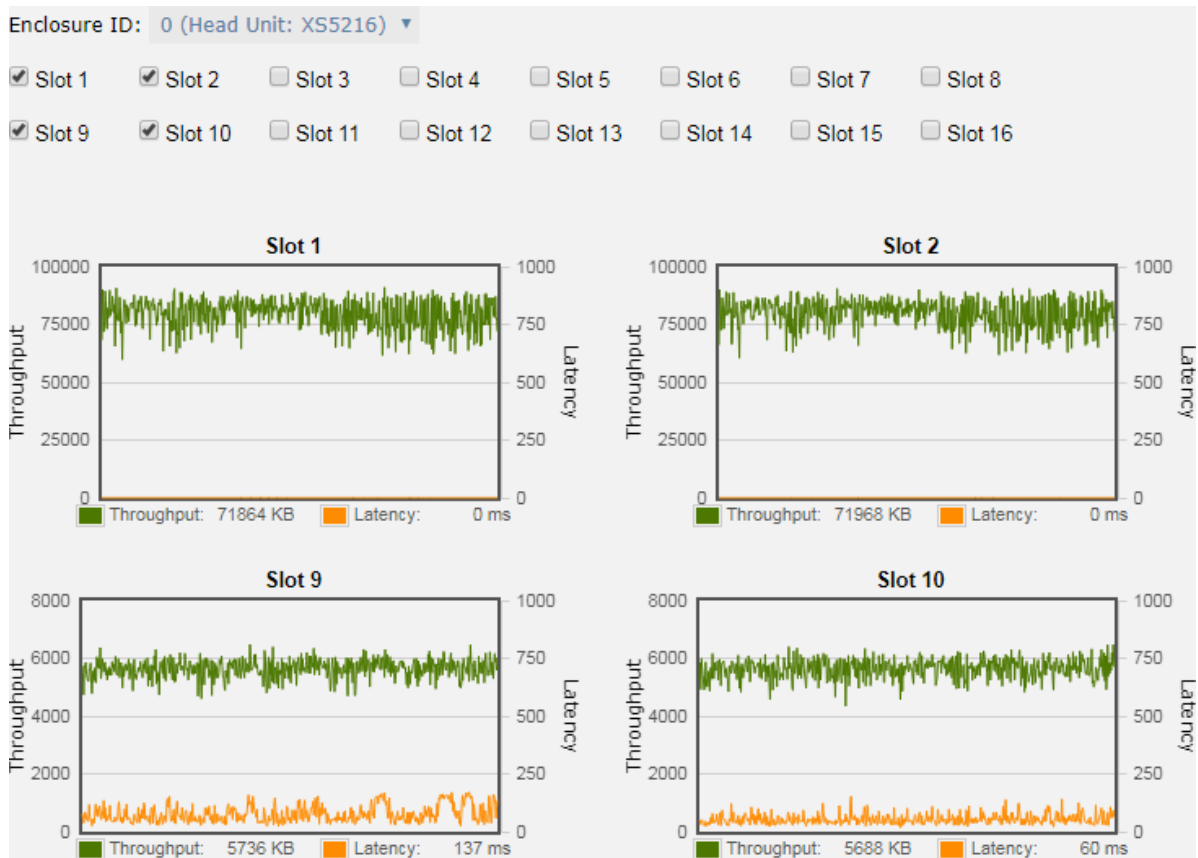 Enclosure ID: 0 (Head Unit: XS5216) ▼
Slot 1 Slot 2 Slot 3 Slot 4 Slot 5 Slot 6 Slot 7 Slot 8
Slot 9 Slot 10 Slot 11 Slot 12 Slot 13 Slot 14 Slot 15 Slot 16
Slot 1
100000
75000
50000
25000
0
Throughput
1000
750
500
250
0
Latency
Throughput: 71864 KB Latency: 0 ms
Slot 2
100000
75000
50000
25000
0
Throughput
1000
750
500
250
0
Latency
Throughput: 71968 KB Latency: 0 ms
Slot 9
8000
6000
4000
2000
0
Throughput
1000
750
500
250
0
Latency
Throughput: 5736 KB Latency: 137 ms
Slot 10
8000
6000
4000
2000
0
Throughput
1000
750
500
250
0
Latency
Throughput: 5688 KB Latency: 60 ms